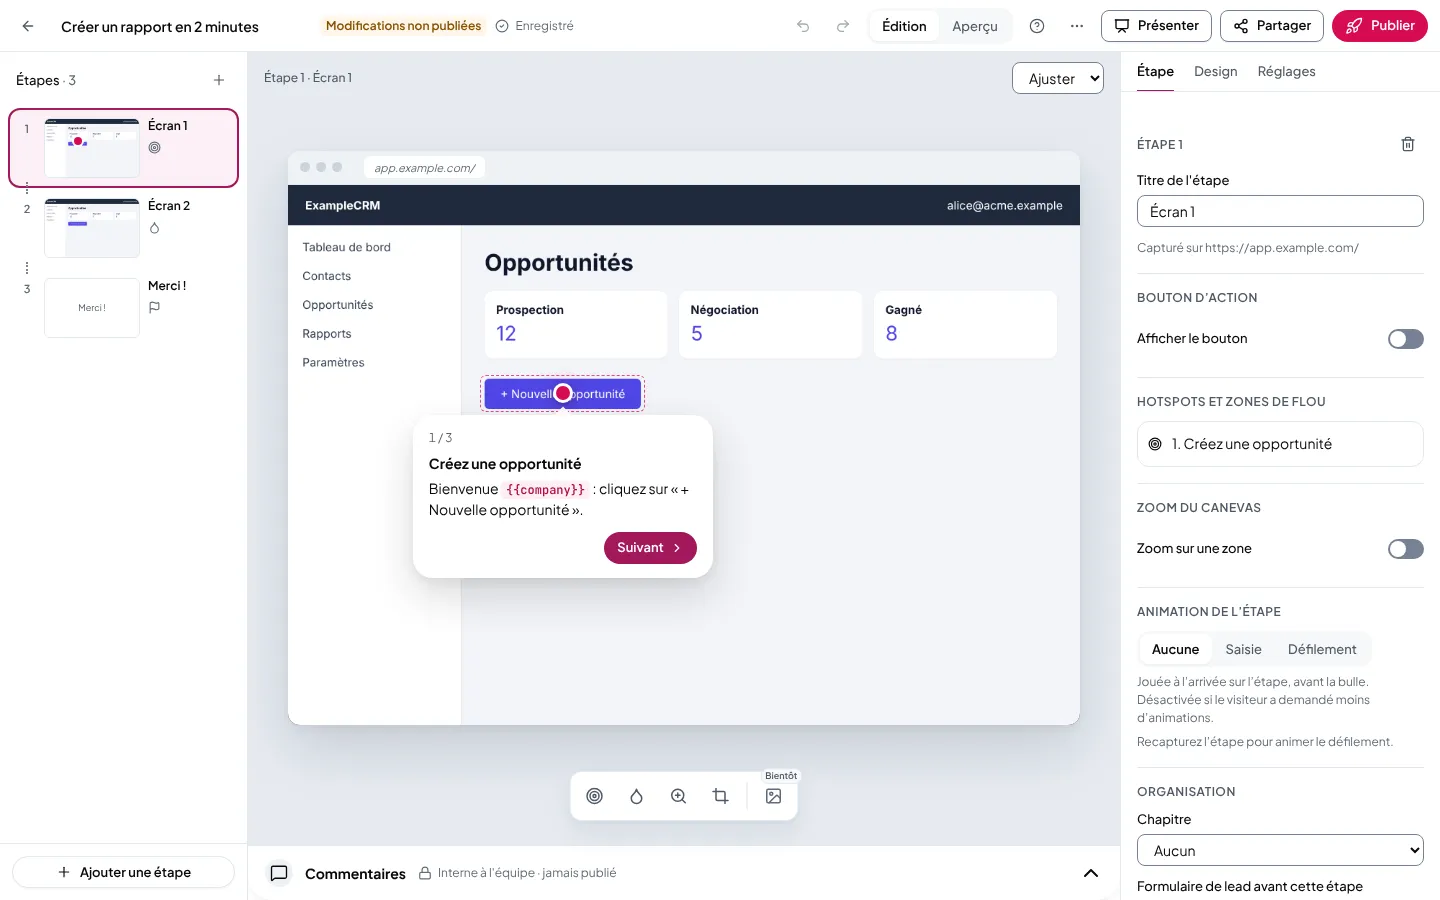 Créer un rapport en 2 minutes
Modifications non publiées
Enregistré
Édition
Aperçu
Présenter
Partager
Publier
Étapes · 3
1
Écran 1
2
Écran 2
3
Merci !
Merci !
Ajouter une étape
Étape 1 · Écran 1
Ajuster
app.example.com/
ExampleCRM
alice@acme.example
Tableau de bord
Contacts
Opportunités
Rapports
Paramètres
Opportunités
Prospection
12
Négociation
5
Gagné
8
1 / 3
Créez une opportunité
Bienvenue {{company}} : cliquez sur « +
Nouvelle opportunité ».
Suivant
Bientôt
Commentaires
Interne à l'équipe · jamais publié
Étape
Design
Réglages
ÉTAPE 1
Titre de l'étape
Écran 1
Capturé sur https://app.example.com/
BOUTON D'ACTION
Afficher le bouton
HOTSPOTS ET ZONES DE FLOU
1. Créez une opportunité
ZOOM DU CANEVAS
Zoom sur une zone
ANIMATION DE L'ÉTAPE
Aucune
Saisie
Défilement
Jouée à l'arrivée sur l'étape, avant la bulle.
Désactivée si le visiteur a demandé moins
d'animations.
Recapturez l'étape pour animer le défilement.
ORGANISATION
Chapitre
Aucun
Formulaire de lead avant cette étape